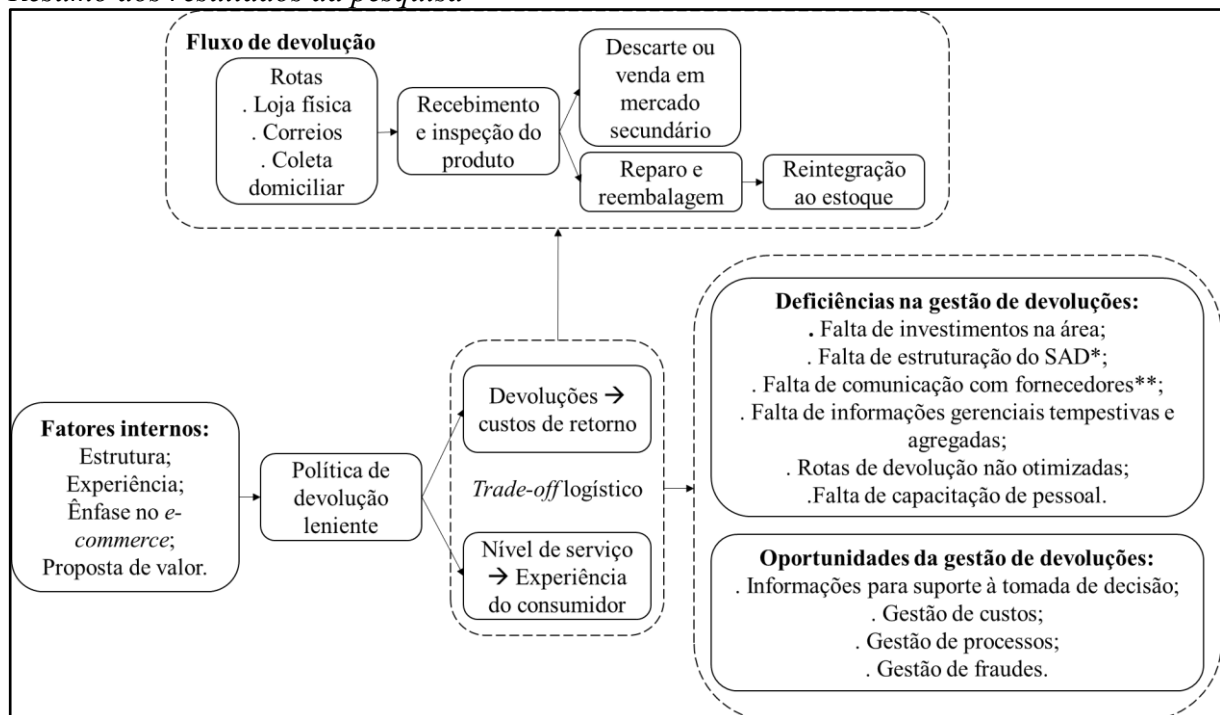 Resumo dos resultados da pesquisa
Fluxo de devolução
Rotas
. Loja física
. Correios
. Coleta
domiciliar
Recebimento
e inspeção do
produto
Descarte ou
venda em
mercado
secundário
Reparo e
reembalagem
Reintegração
ao estoque
Fatores internos:
Estrutura;
Experiência;
Ênfase no e-
commerce;
Proposta de valor.
Política de
devolução
leniente
Devoluções →
custos de retorno
Trade-off logístico
Nível de serviço
→ Experiência
do consumidor
Deficiências na gestão de devoluções:
. Falta de investimentos na área;
. Falta de estruturação do SAD*;
. Falta de comunicação com fornecedores**;
. Falta de informações gerenciais tempestivas e
agregadas;
. Rotas de devolução não otimizadas;
.Falta de capacitação de pessoal.
Oportunidades da gestão de devoluções:
. Informações para suporte à tomada de decisão;
. Gestão de custos;
. Gestão de processos;
. Gestão de fraudes.